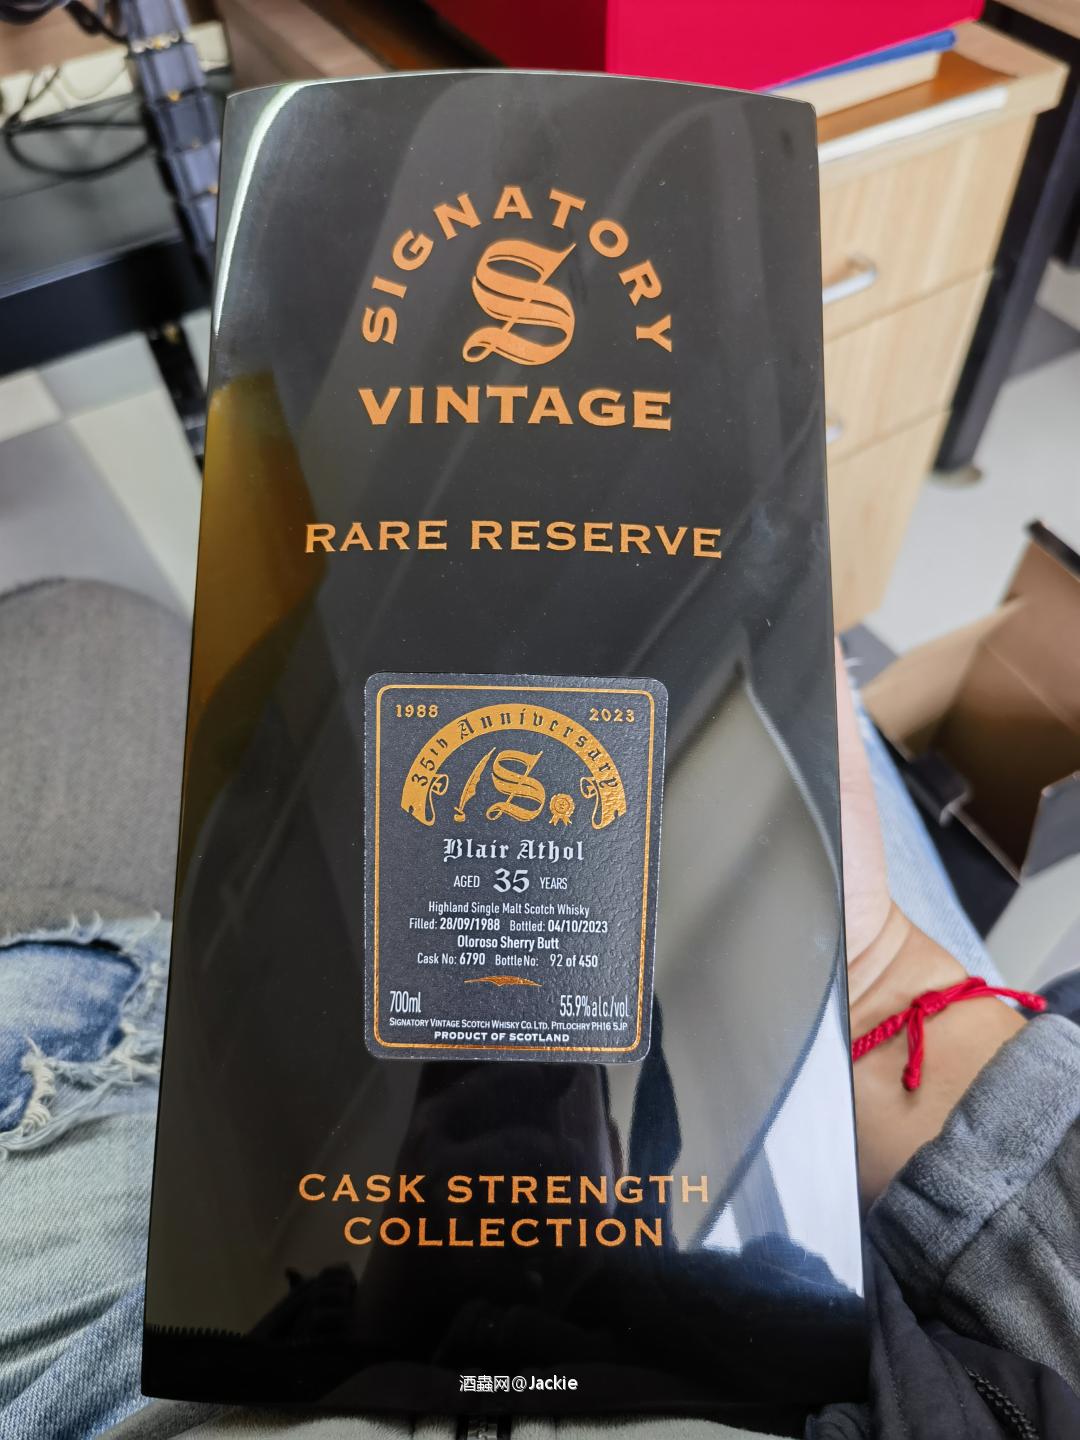 SIGNATORY
S
VINTAGE
RARE RESERVE
1988 2023
35th Anniversary
S
Blair Athol
AGED 35 YEARS
Highland Single Malt Scotch Whisky
Filled: 28/09/1988 Bottled: 04/10/2023
Oloroso Sherry Butt
Cask No: 6790 Bottle No: 92 of 450
700ml 55.9%alc/vol
SIGNATORY VINTAGE SCOTCH WHISKY CO. LTD, PITLOCHRY PH16 5JP
PRODUCT OF SCOTLAND
CASK STRENGTH
COLLECTION
酒蟲网@Jackie